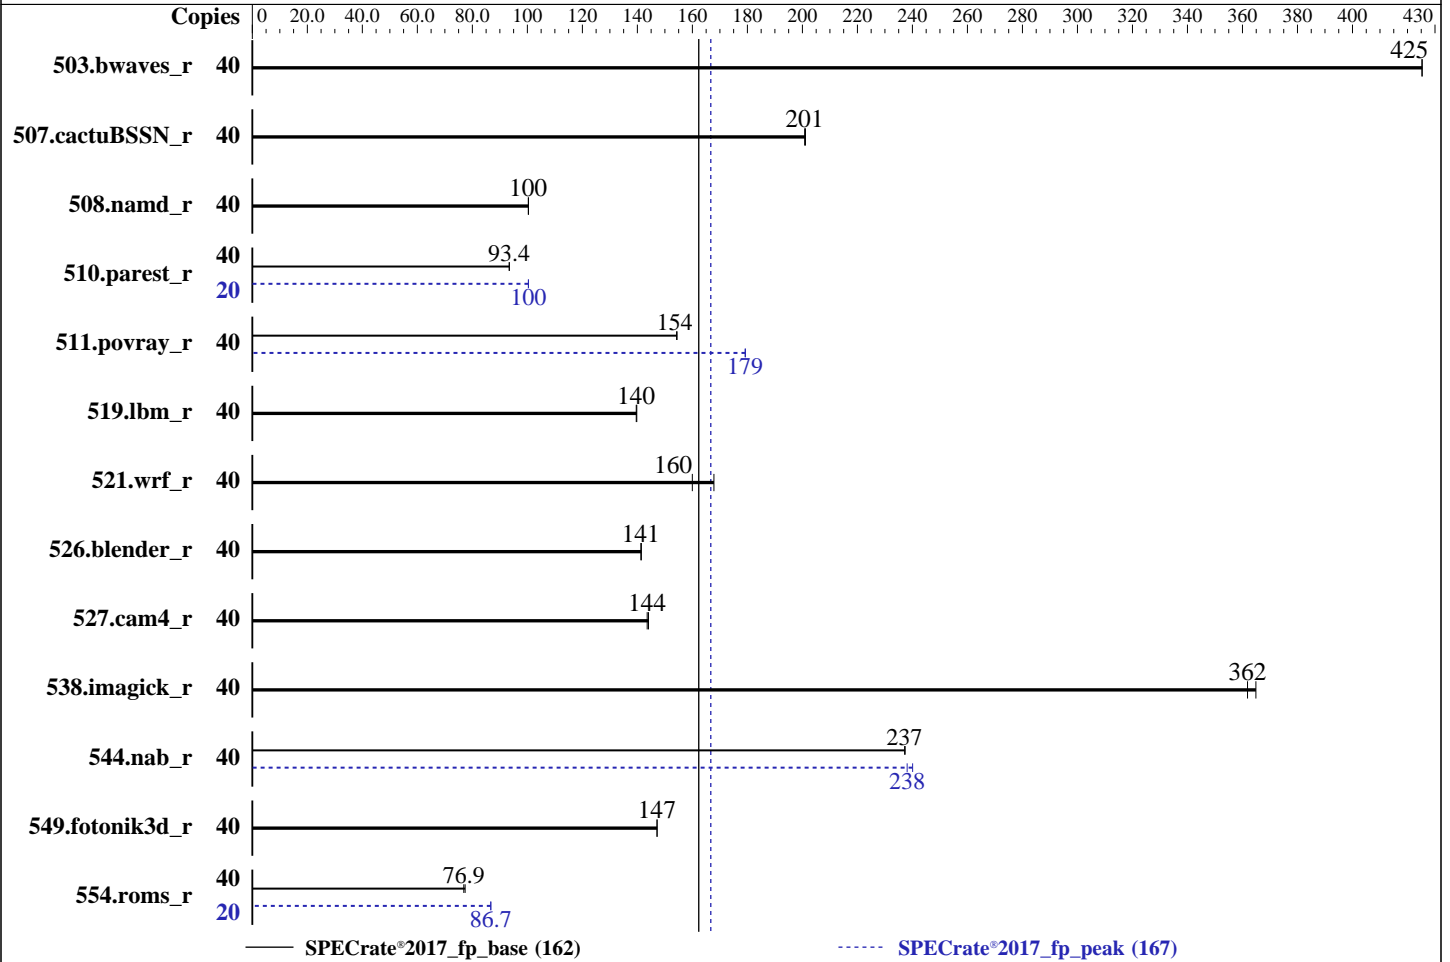 Copies 0 20.0 40.0 60.0 80.0 100 120 140 160 180 200 220 240 260 280 300 320 340 360 380 400 430
503.bwaves_r 40 425
507.cactuBSSN_r 40 201
508.namd_r 40 100
40 93.4
510.parest_r
20 100
154
511.povray_r 40
179
519.lbm_r 40 140
521.wrf_r 40 160
526.blender_r 40 141
527.cam4_r 40 144
538.imagick_r 40 362
237
544.nab_r 40
238
549.fotonik3d_r 40 147
40 76.9
554.roms_r
20 86.7
SPECrate®2017_fp_base (162) SPECrate®2017_fp_peak (167)